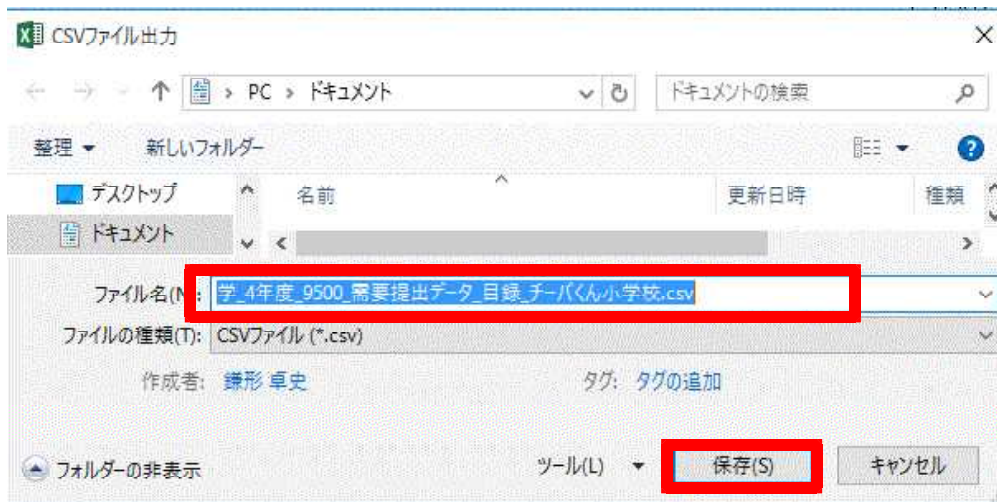 CSVファイル出力
PC > ドキュメント
ドキュメントの検索
整理 新しいフォルダー
デスクトップ
ドキュメント
名前 更新日時 種類
ファイル名(N): 学_4年度_9500_需要提出データ_目録_チーバくん小学校.csv
ファイルの種類(T): CSVファイル (*.csv)
作成者: 鎌形 卓史 タグ: タグの追加
フォルダーの非表示 ツール(L) 保存(S) キャンセル